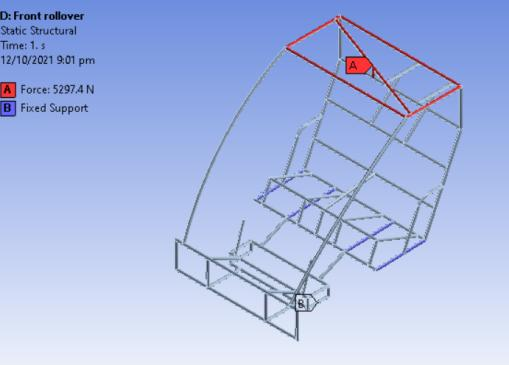 D: Front rollover
Static Structural
Time: 1. s
12/10/2021 9:01 pm
A Force: 5297.4 N
B Fixed Support
A
B